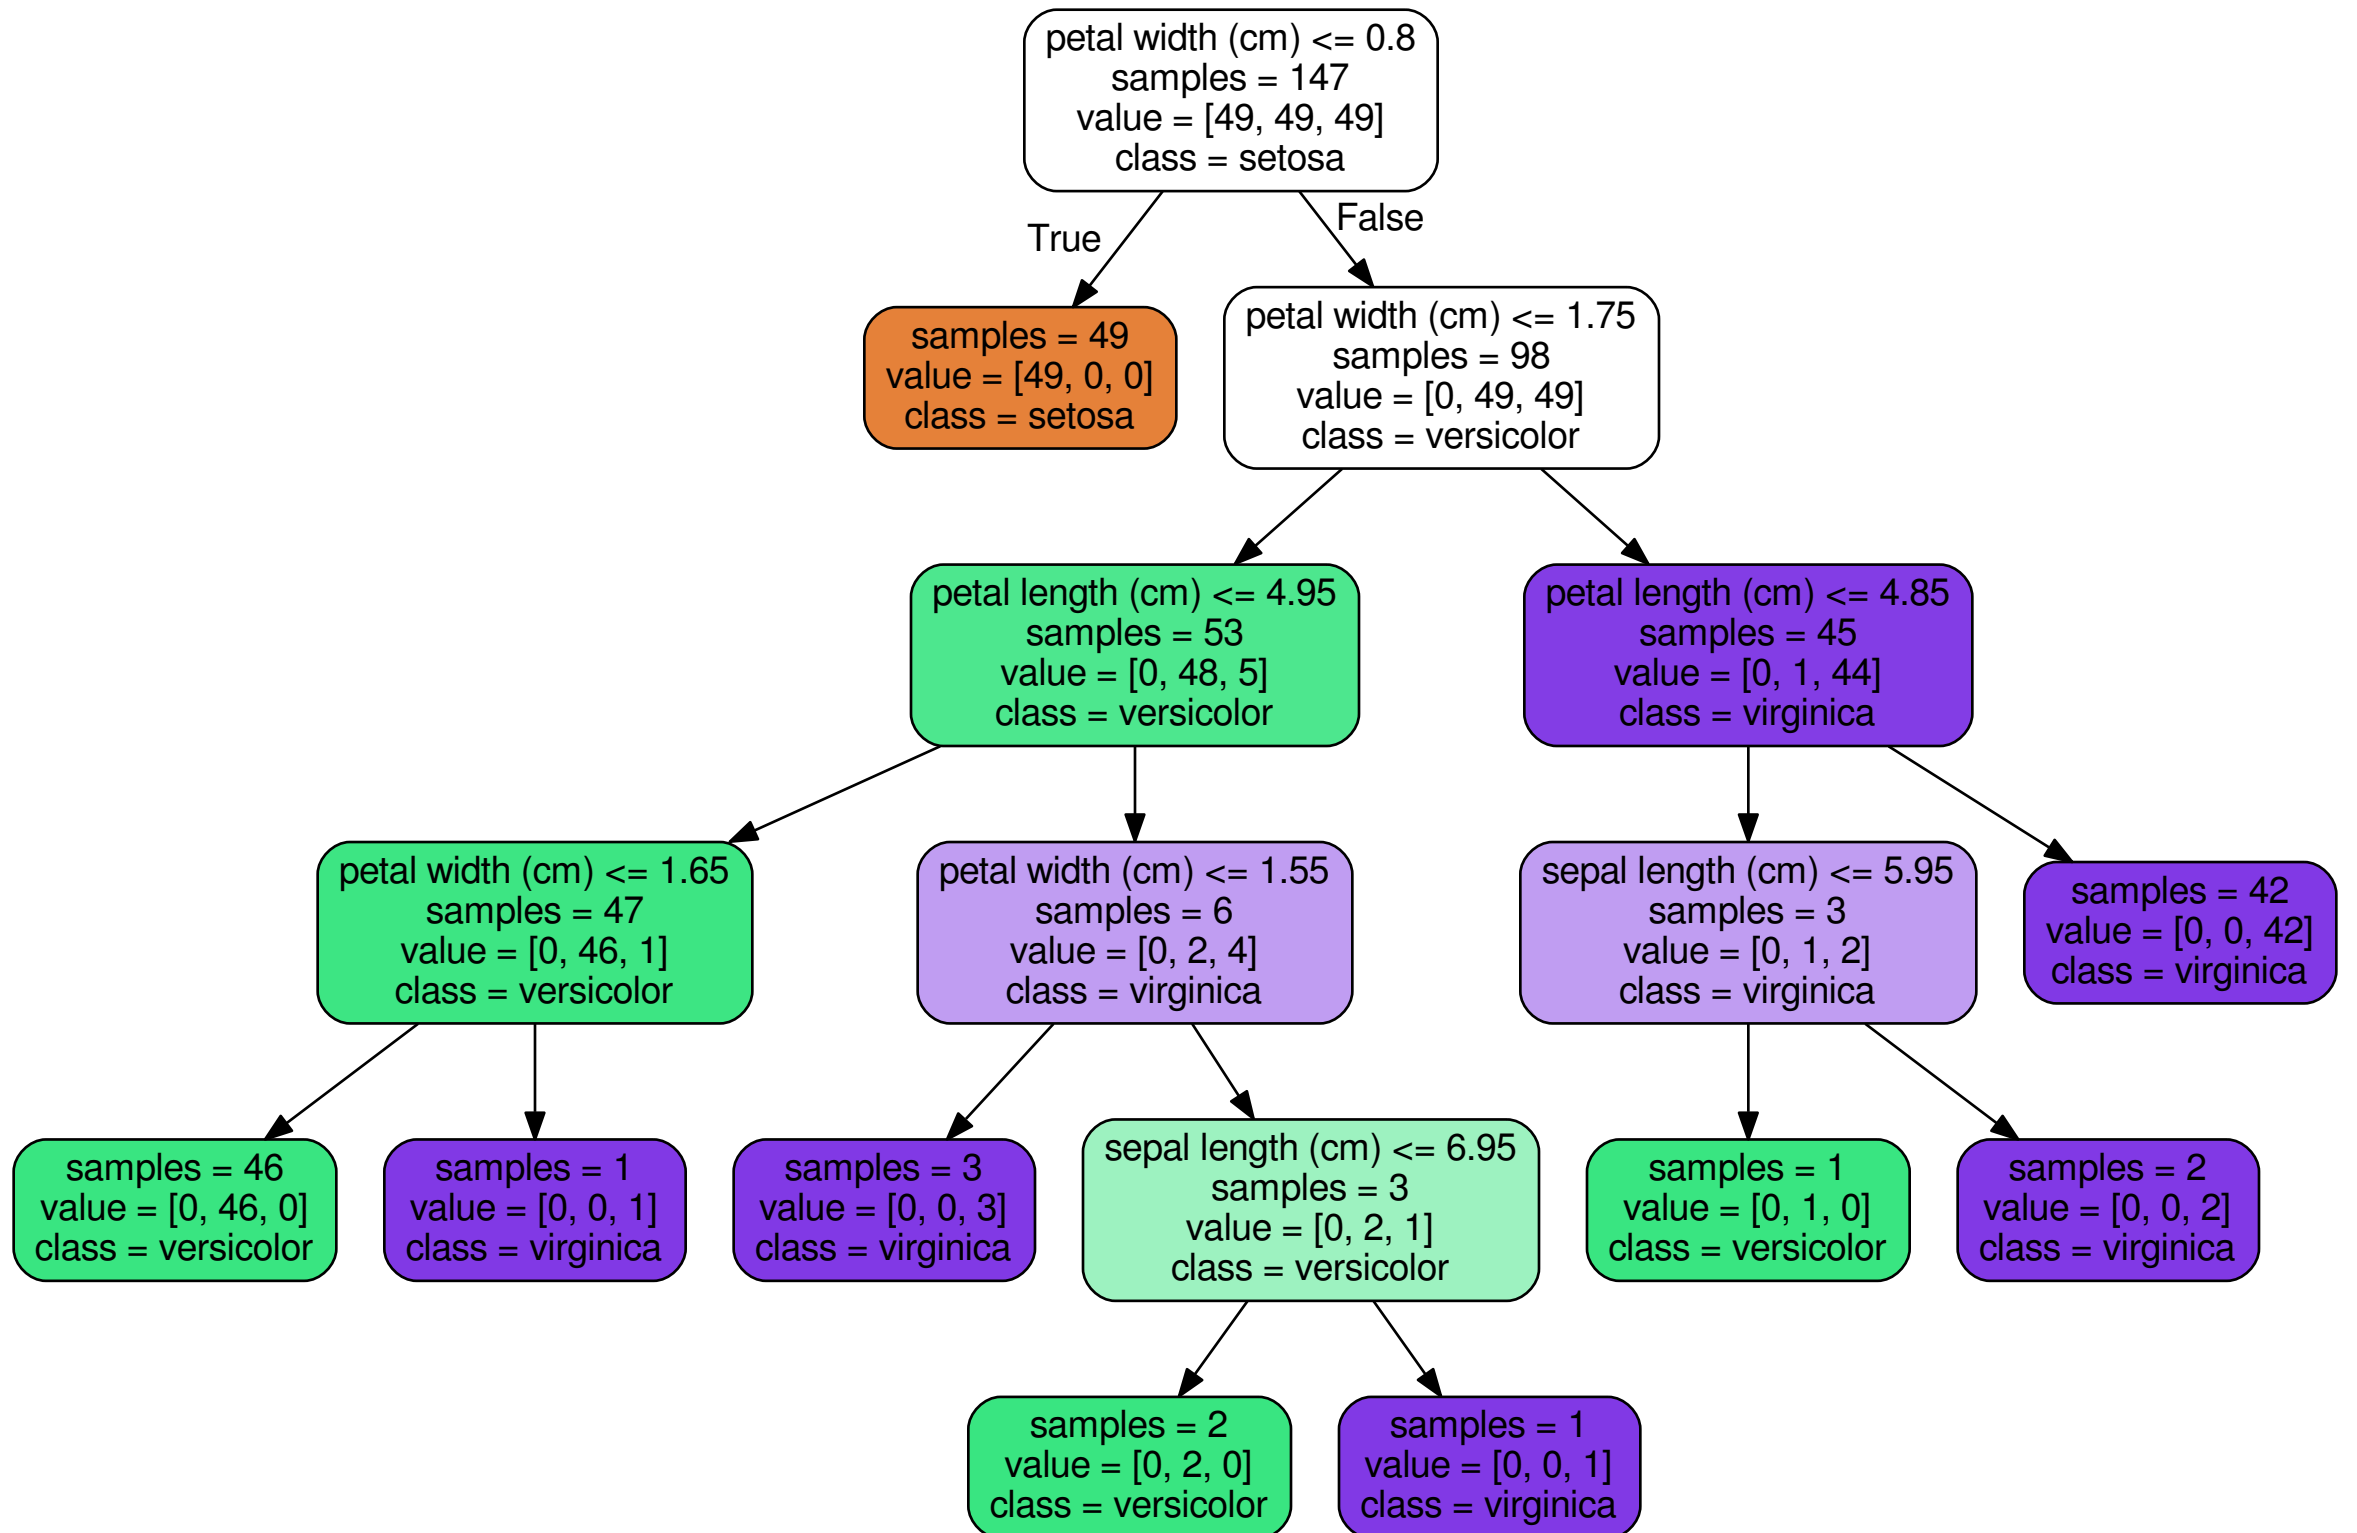 petal width (cm) <= 0.8
samples = 147
value = [49, 49, 49]
class = setosa
True
False
samples = 49
value = [49, 0, 0]
class = setosa
petal width (cm) <= 1.75
samples = 98
value = [0, 49, 49]
class = versicolor
petal length (cm) <= 4.95
samples = 53
value = [0, 48, 5]
class = versicolor
petal length (cm) <= 4.85
samples = 45
value = [0, 1, 44]
class = virginica
petal width (cm) <= 1.65
samples = 47
value = [0, 46, 1]
class = versicolor
petal width (cm) <= 1.55
samples = 6
value = [0, 2, 4]
class = virginica
sepal length (cm) <= 5.95
samples = 3
value = [0, 1, 2]
class = virginica
samples = 42
value = [0, 0, 42]
class = virginica
samples = 46
value = [0, 46, 0]
class = versicolor
samples = 1
value = [0, 0, 1]
class = virginica
samples = 3
value = [0, 0, 3]
class = virginica
sepal length (cm) <= 6.95
samples = 3
value = [0, 2, 1]
class = versicolor
samples = 1
value = [0, 1, 0]
class = versicolor
samples = 2
value = [0, 0, 2]
class = virginica
samples = 2
value = [0, 2, 0]
class = versicolor
samples = 1
value = [0, 0, 1]
class = virginica